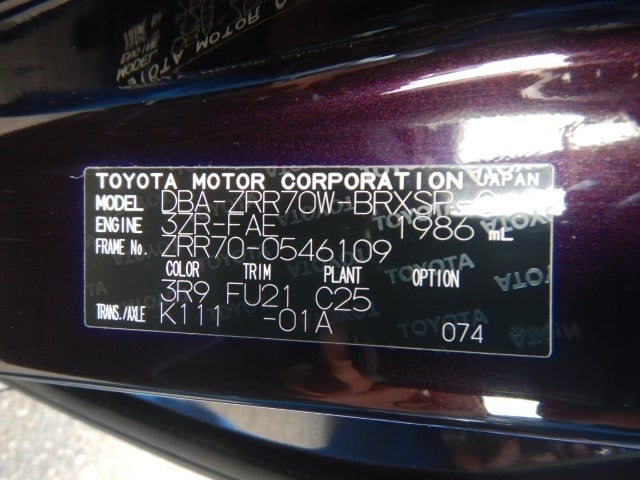 TOYOTA MOTOR CORPORATION JAPAN
MODEL DBA-ZRR70W-BRXSP-
ENGINE 3ZR-FAE 1986 mL
FRAME No. ZRR70-0546109
COLOR TRIM PLANT OPTION
3R9 FU21 C25
TRANS./AXLE K111 -01A
074